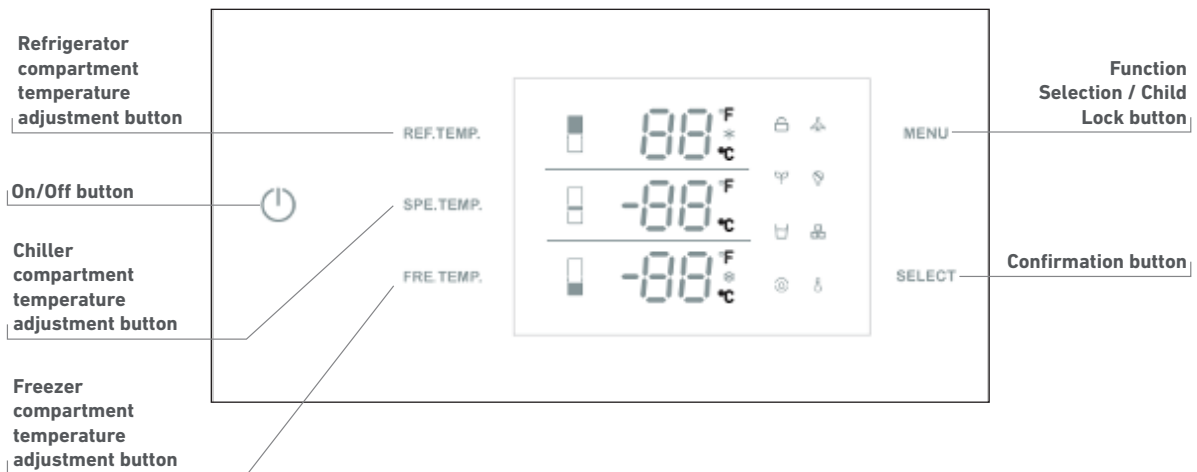 Refrigerator
compartment
temperature
adjustment button
On/Off button
Chiller
compartment
temperature
adjustment button
Freezer
compartment
temperature
adjustment button
REF.TEMP.
SPE.TEMP.
FRE.TEMP.
88 °F
°C
-88 °F
°C
-88 °F
°C
MENU
SELECT
Function
Selection / Child
Lock button
Confirmation button